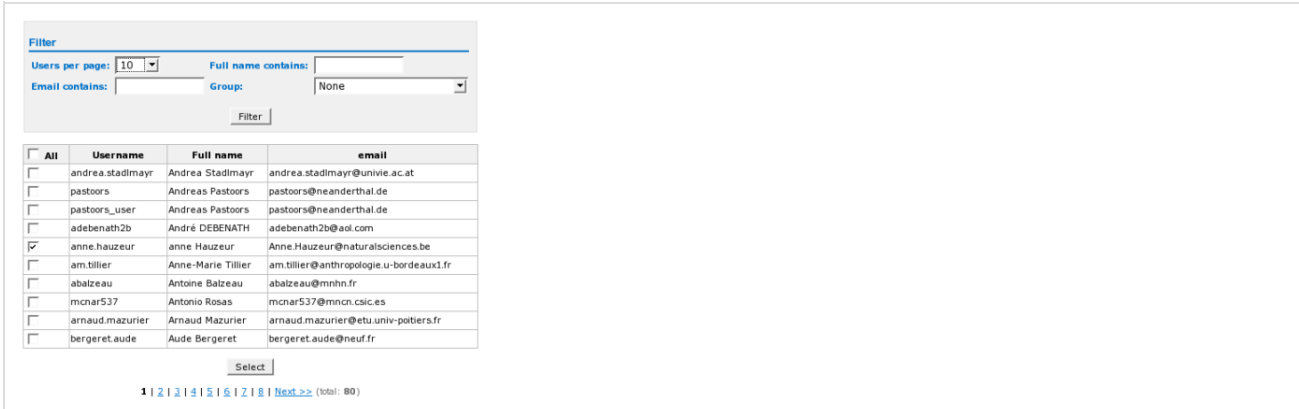 Filter
Users per page: 10 Full name contains:
Email contains: Group: None
Filter
All Username Full name email
andrea.stadlmayr Andrea Stadlmayr andrea.stadlmayr@univie.ac.at
pastoors Andreas Pastoors pastoors@neanderthal.de
pastoors_user Andreas Pastoors pastoors@neanderthal.de
adebenath2b André DEBENATH adebenath2b@aol.com
anne.hauzeur anne Hauzeur Anne.Hauzeur@naturalsciences.be
am.tillier Anne-Marie Tillier am.tillier@anthropologie.u-bordeaux1.fr
abalzeau Antoine Balzeau abalzeau@mnhn.fr
mcnar537 Antonio Rosas mcnar537@mncn.csic.es
arnaud.mazurier Arnaud Mazurier arnaud.mazurier@etu.univ-poitiers.fr
bergeret.aude Aude Bergeret bergeret.aude@neuf.fr
Select
1 | 2 | 3 | 4 | 5 | 6 | 7 | 8 | Next >> (total: 80)